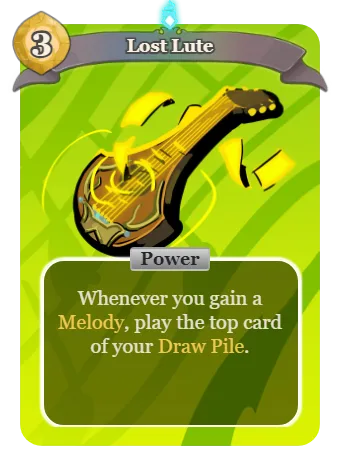 3
Lost Lute
Power
Whenever you gain a
Melody, play the top card
of your Draw Pile.